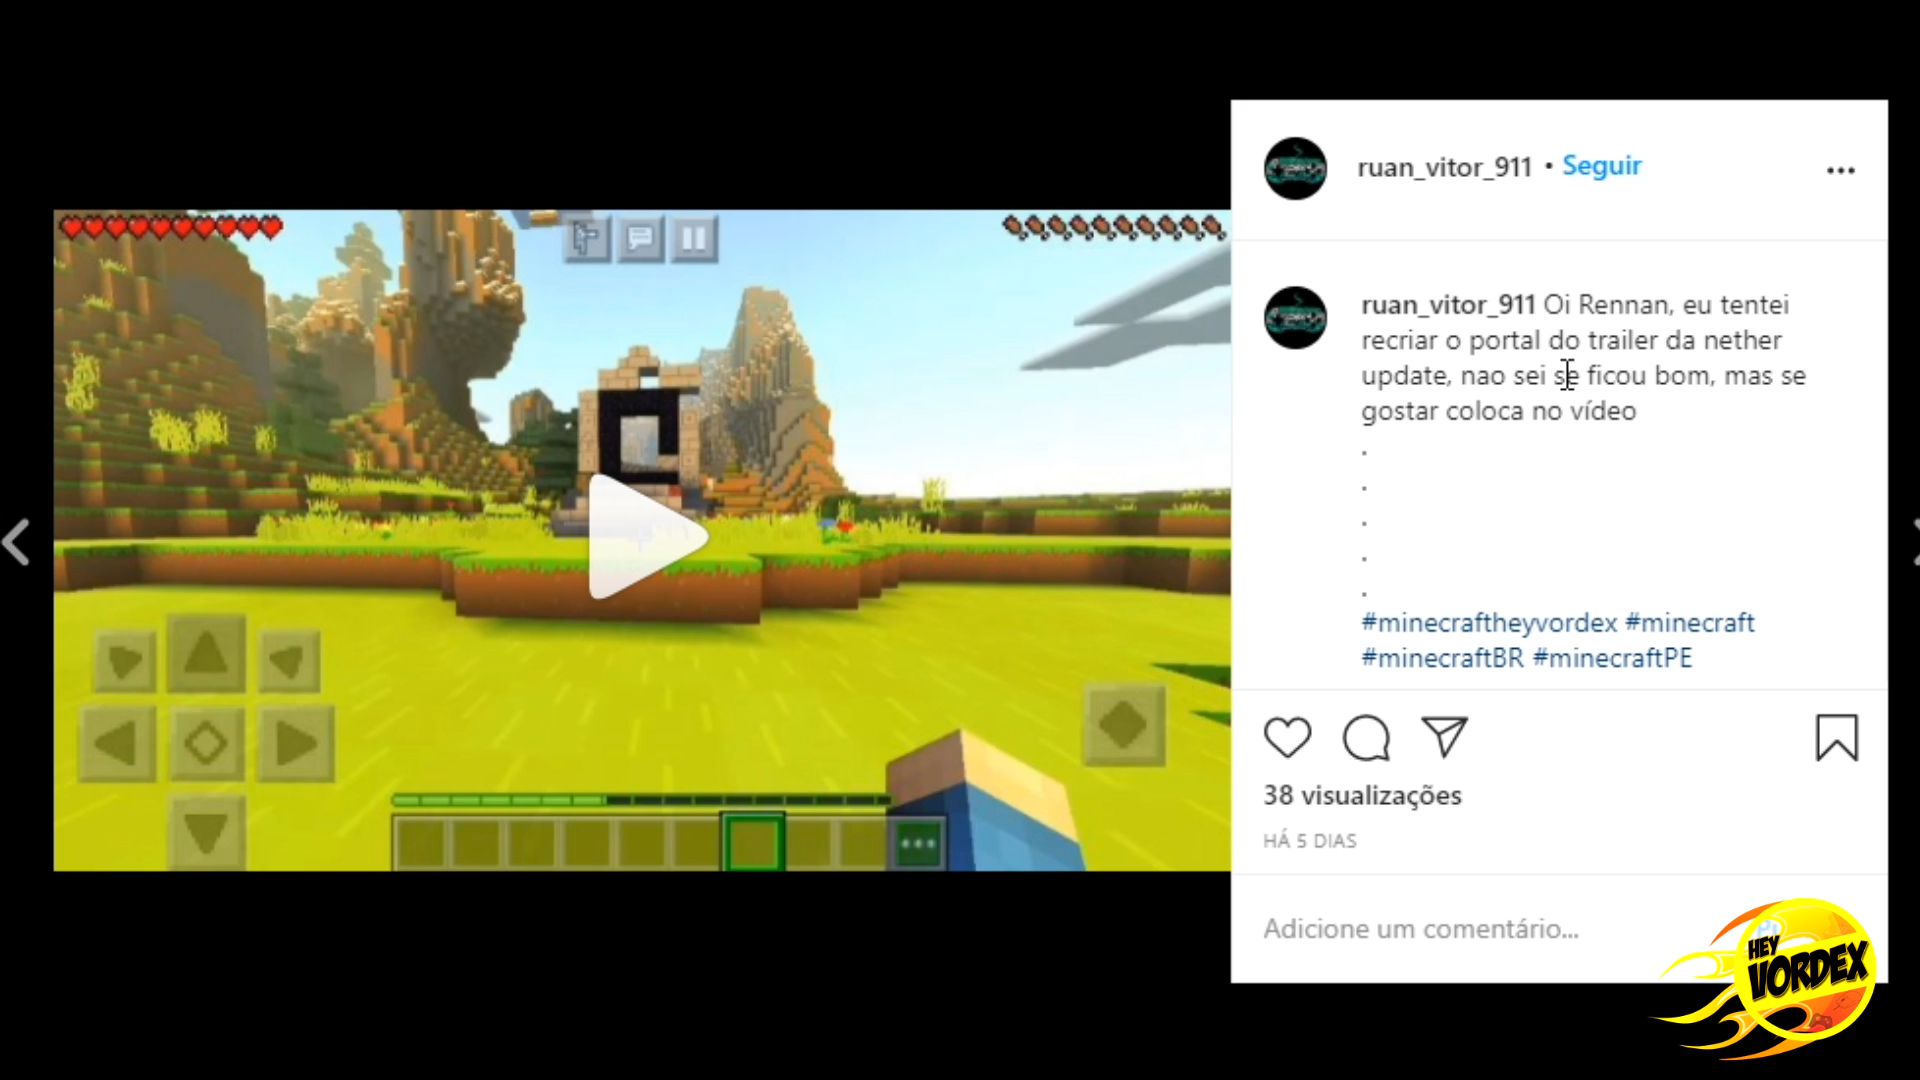 ruan_vitor_911 • Seguir
ruan_vitor_911 Oi Rennan, eu tentei
recriar o portal do trailer da nether
update, nao sei se ficou bom, mas se
gostar coloca no vídeo
.
.
.
.
.
#minecraftheyvordex #minecraft
#minecraftBR #minecraftPE
38 visualizações
HÁ 5 DIAS
Adicione um comentário...
HEY
VORDEX